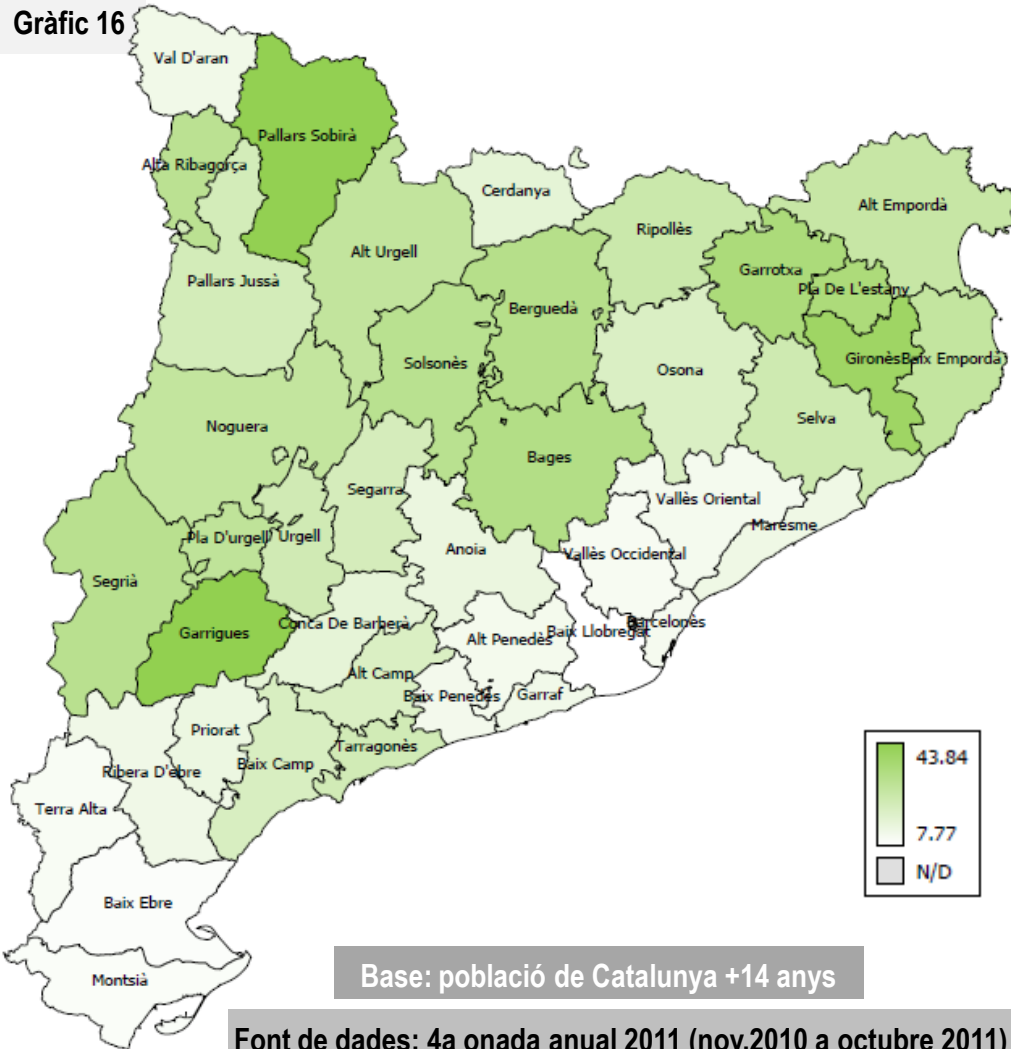 Gràfic 16
Val D'aran
Pallars Sobirà
Alta Ribagorça
Cerdanya
Ripollès
Alt Empordà
Alt Urgell
Garrotxa
Pallars Jussà
Pla De L'estany
Berguedà
Solsonès
Gironès
Baix Empordà
Osona
Noguera
Selva
Bages
Segarra
Vallès Oriental
Maresme
Pla D'urgell
Urgell
Anoia
Vallès Occidental
Segrià
Garrigues
Conca De Barberà
Barcelonès
Alt Penedès
Baix Llobregat
Alt Camp
Baix Penedès
Garraf
Priorat
Tarragonès
Ribera D'ebre
Baix Camp
Terra Alta
43.84
7.77
N/D
Baix Ebre
Montsià
Base: població de Catalunya +14 anys
Font de dades: 4a onada anual 2011 (nov.2010 a octubre 2011)